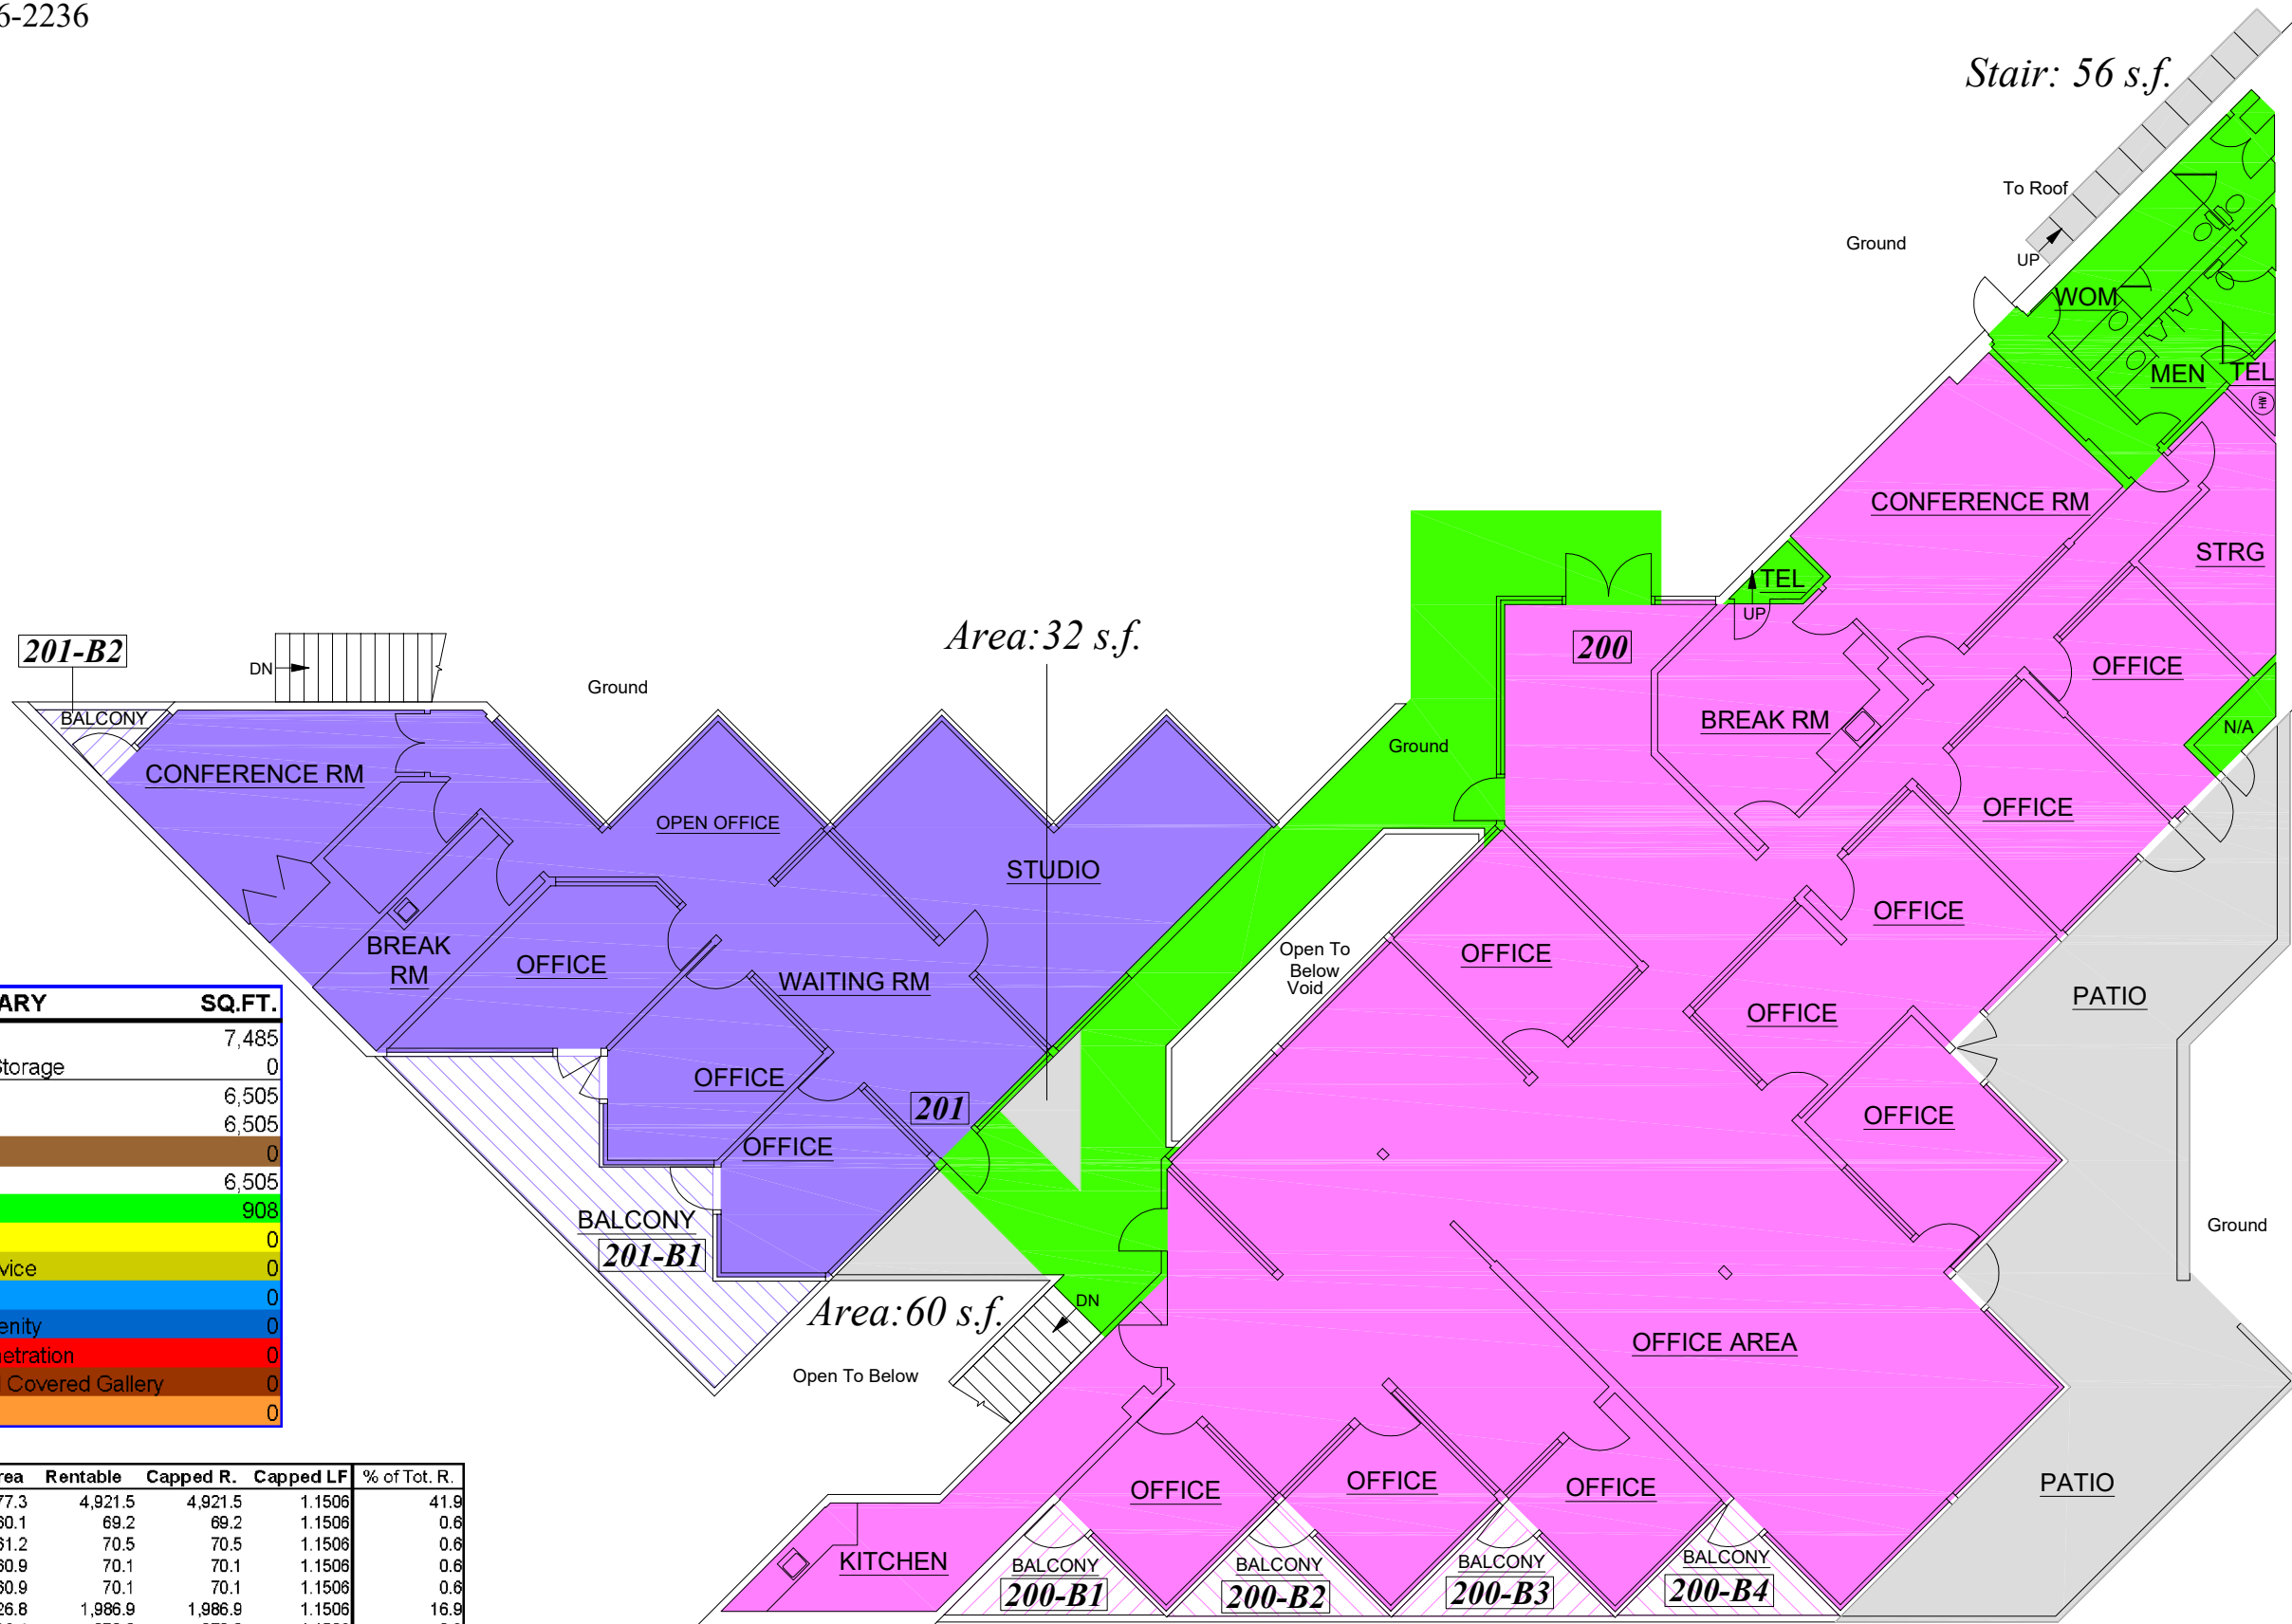 6-2236
Stair: 56 s.f.
To Roof
Ground
UP
WOM
MEN
TEL
HW
CONFERENCE RM
STRG
TEL
UP
200
OFFICE
BREAK RM
N/A
Area:32 s.f.
201-B2
DN
Ground
BALCONY
CONFERENCE RM
OPEN OFFICE
STUDIO
Ground
OFFICE
OFFICE
BREAK
RM
OFFICE
WAITING RM
Open To
Below
Void
OFFICE
OFFICE
PATIO
OFFICE
201
OFFICE
OFFICE
BALCONY
201-B1
Ground
Area:60 s.f.
DN
Open To Below
OFFICE AREA
OFFICE
OFFICE
OFFICE
PATIO
KITCHEN
BALCONY
200-B1
BALCONY
200-B2
BALCONY
200-B3
BALCONY
200-B4
ARY SQ.FT.
7,485
Storage 0
6,505
6,505
0
6,505
908
0
vice 0
0
enity 0
netration 0
l Covered Gallery 0
0
rea Rentable Capped R. Capped LF % of Tot. R.
77.3 4,921.5 4,921.5 1.1506 41.9
60.1 69.2 69.2 1.1506 0.6
61.2 70.5 70.5 1.1506 0.6
60.9 70.1 70.1 1.1506 0.6
60.9 70.1 70.1 1.1506 0.6
26.8 1,986.9 1,986.9 1.1506 16.9